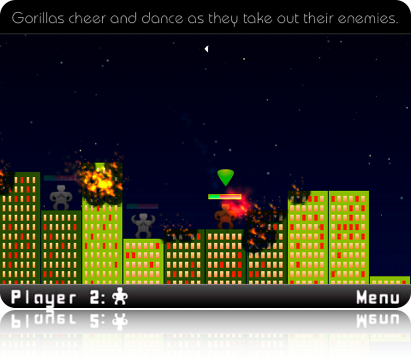 Gorillas cheer and dance as they take out their enemies.
Player 2:
Menu